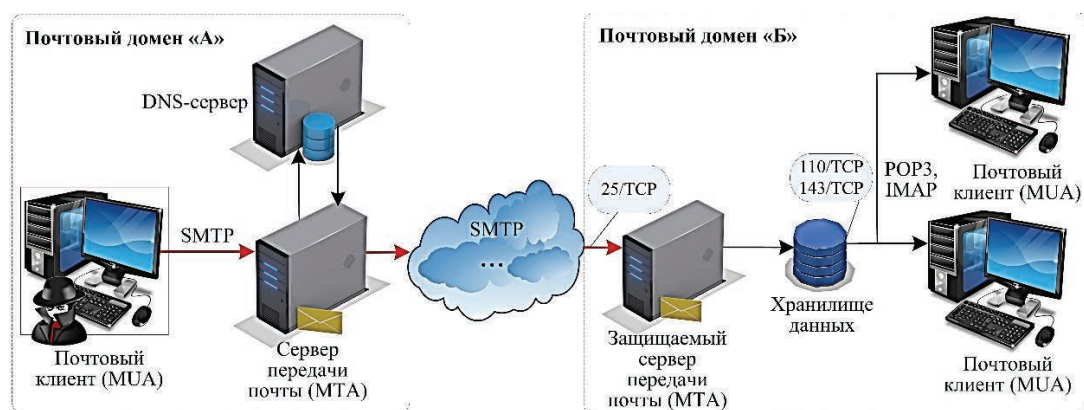 Почтовый домен «А»
DNS-сервер
SMTP
Почтовый
клиент (MUA)
Сервер
передачи
почты (MTA)
SMTP
...
Почтовый домен «Б»
25/TCP
Защищаемый
сервер
передачи
почты (MTA)
110/TCP
143/TCP
Хранилище
данных
POP3,
IMAP
Почтовый
клиент (MUA)
Почтовый
клиент (MUA)